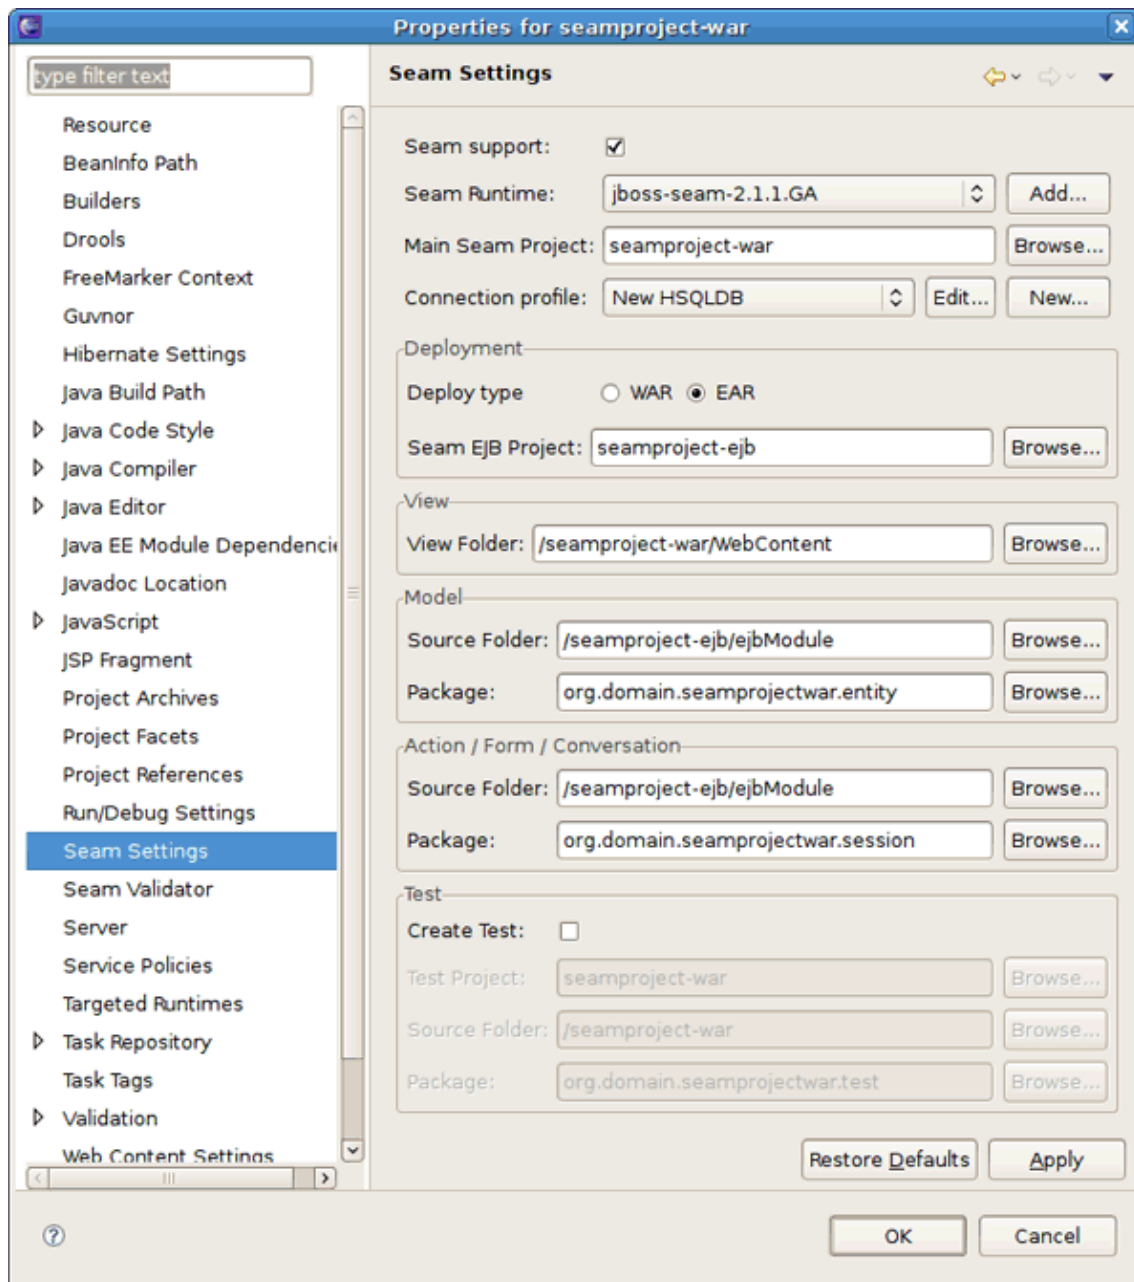 Properties for seamproject-war
type filter text
Resource
BeanInfo Path
Builders
Drools
FreeMarker Context
Guvnor
Hibernate Settings
Java Build Path
Java Code Style
Java Compiler
Java Editor
Java EE Module Dependencie
Javadoc Location
JavaScript
JSP Fragment
Project Archives
Project Facets
Project References
Run/Debug Settings
Seam Settings
Seam Validator
Server
Service Policies
Targeted Runtimes
Task Repository
Task Tags
Validation
Web Content Settings
Seam Settings
Seam support:
Seam Runtime: jboss-seam-2.1.1.GA Add...
Main Seam Project: seamproject-war Browse...
Connection profile: New HSQLDB Edit... New...
Deployment
Deploy type WAR EAR
Seam EJB Project: seamproject-ejb Browse...
View
View Folder: /seamproject-war/WebContent Browse...
Model
Source Folder: /seamproject-ejb/ejbModule Browse...
Package: org.domain.seamprojectwar.entity Browse...
Action / Form / Conversation
Source Folder: /seamproject-ejb/ejbModule Browse...
Package: org.domain.seamprojectwar.session Browse...
Test
Create Test:
Test Project: seamproject-war Browse...
Source Folder: /seamproject-war Browse...
Package: org.domain.seamprojectwar.test Browse...
Restore Defaults Apply
OK Cancel